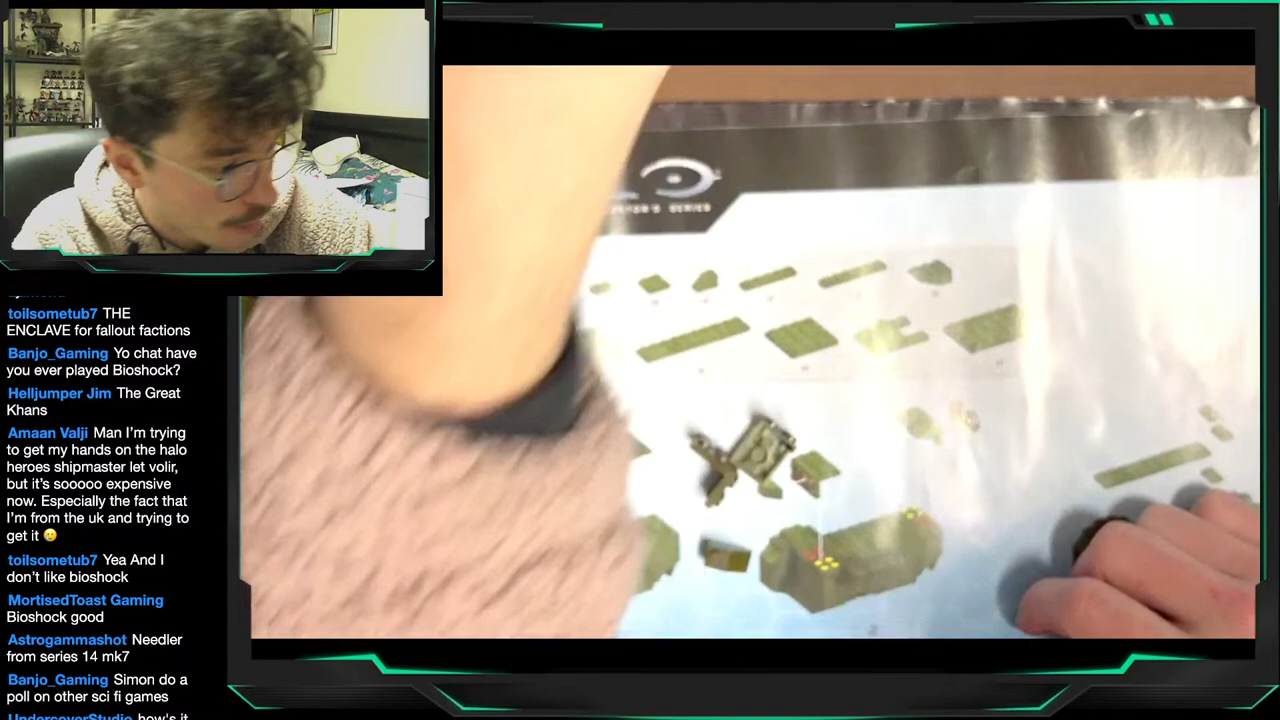 toilsometub7 THE
ENCLAVE for fallout factions
Banjo_Gaming Yo chat have
you ever played Bioshock?
Helljumper Jim The Great
Khans
Amaan Valji Man I'm trying
to get my hands on the halo
heroes shipmaster let volir,
but it's sooooo expensive
now. Especially the fact that
I'm from the uk and trying to
get it 🥲
toilsometub7 Yea And I
don't like bioshock
MortisedToast Gaming
Bioshock good
Astrogammashot Needler
from series 14 mk7
Banjo_Gaming Simon do a
poll on other sci fi games
UndercoverStudio how's it
SERIES